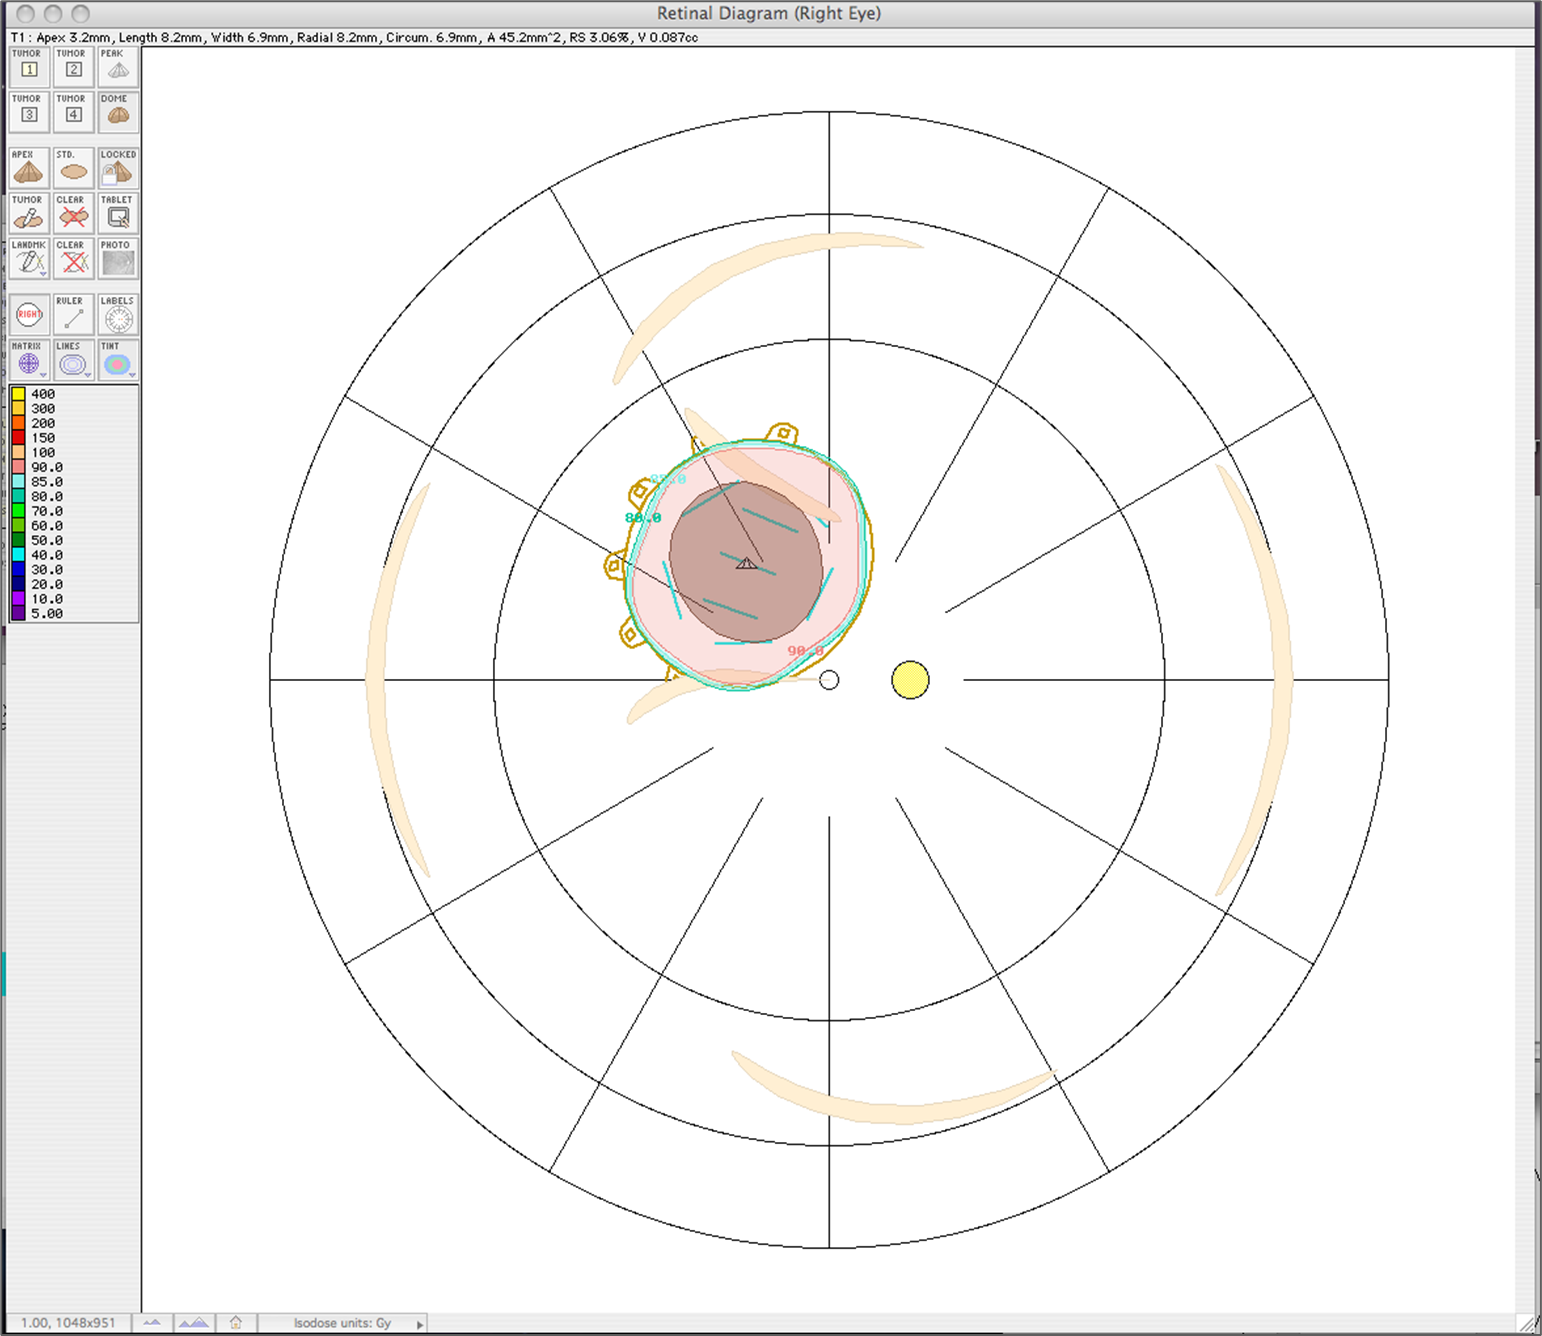 Retinal Diagram (Right Eye)
T1: Apex 3.2mm, Length 8.2mm, Width 6.9mm, Radial 8.2mm, Circum. 6.9mm, A 45.2mm^2, RS 3.06%, V 0.087cc
TUMOR 1 TUMOR 2 PEAK
TUMOR 3 TUMOR 4 DOME
APEX STD. LOCKED
TUMOR CLEAR TABLET
LANDMK CLEAR PHOTO
RIGHT RULER LABELS
MATRIX LINES TINT
400
300
200
150
100
90.0
85.0
80.0
70.0
60.0
50.0
40.0
30.0
20.0
10.0
5.00
85.0
80.0
90.0
1.00, 1048x951
Isodose units: Gy